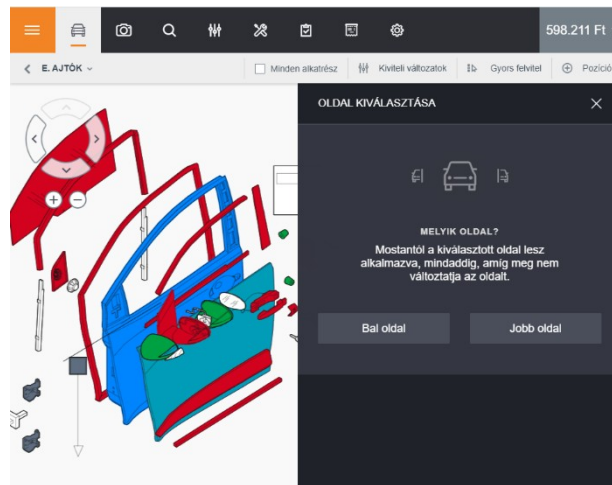 598.211 Ft
E. AJTÓK
Minden alkatrész
Kiviteli változatok
Gyors felvitel
Pozíció
OLDAL KIVÁLASZTÁSA
MELYIK OLDAL?
Mostantól a kiválasztott oldal lesz
alkalmazva, mindaddig, amíg meg nem
változtatja az oldalt.
Bal oldal
Jobb oldal